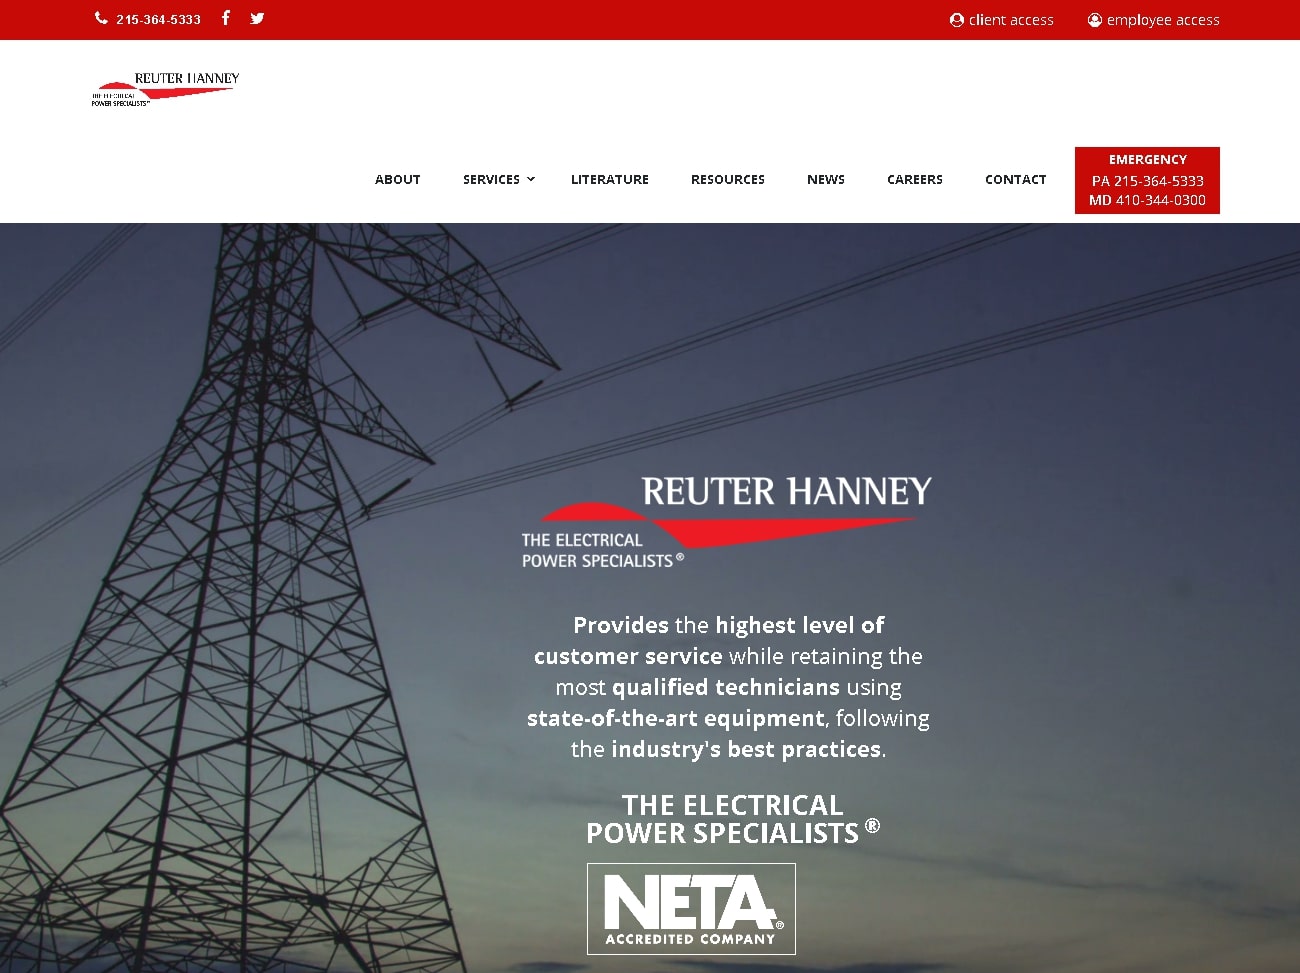 215-364-5333
client access
employee access
REUTER HANNEY
THE ELECTRICAL
POWER SPECIALISTS
ABOUT
SERVICES
LITERATURE
RESOURCES
NEWS
CAREERS
CONTACT
EMERGENCY
PA 215-364-5333
MD 410-344-0300
REUTER HANNEY
THE ELECTRICAL
POWER SPECIALISTS®
Provides the highest level of
customer service while retaining the
most qualified technicians using
state-of-the-art equipment, following
the industry's best practices.
THE ELECTRICAL
POWER SPECIALISTS ®
NETA®
ACCREDITED COMPANY